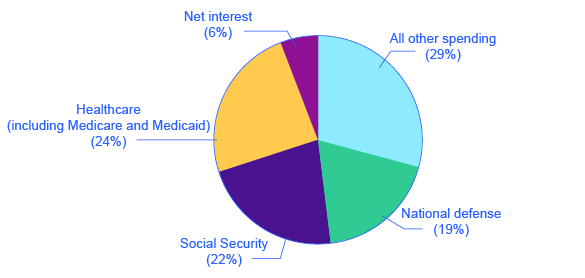 Net interest
(6%)
All other spending
(29%)
Healthcare
(including Medicare and Medicaid)
(24%)
National defense
(19%)
Social Security
(22%)